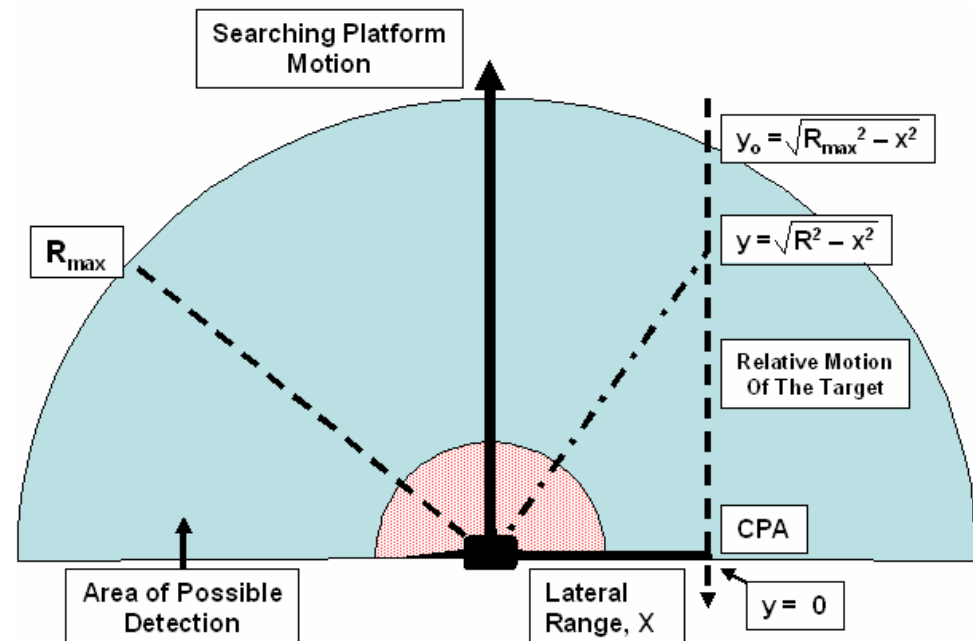 Searching Platform
Motion
yₒ = √Rₘₐₓ² – x²
Rₘₐₓ
y = √R² – x²
Relative Motion
Of The Target
CPA
Area of Possible
Detection
Lateral
Range, X
y = 0